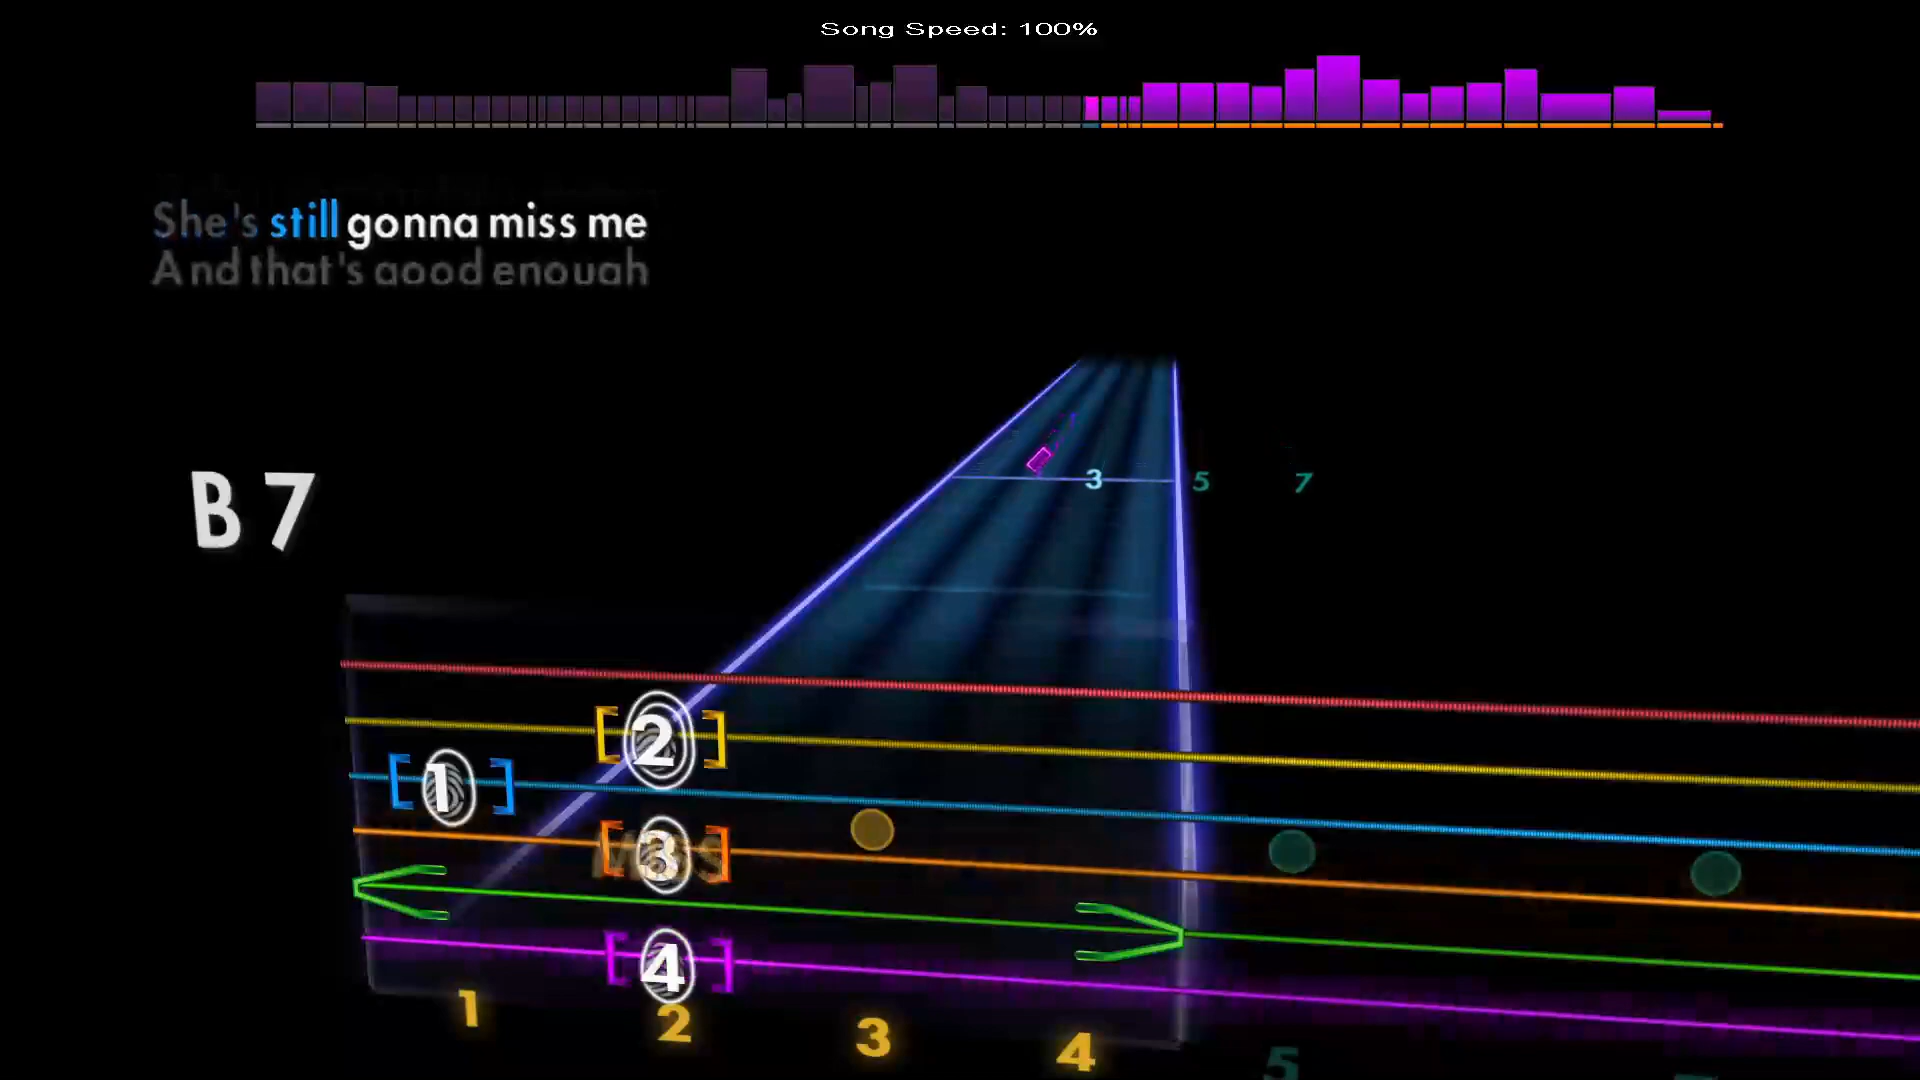 Song Speed: 100%
She's still gonna miss me
And that's good enough
3 5 7
B 7
2
1
3
4
1 2 3 4 5